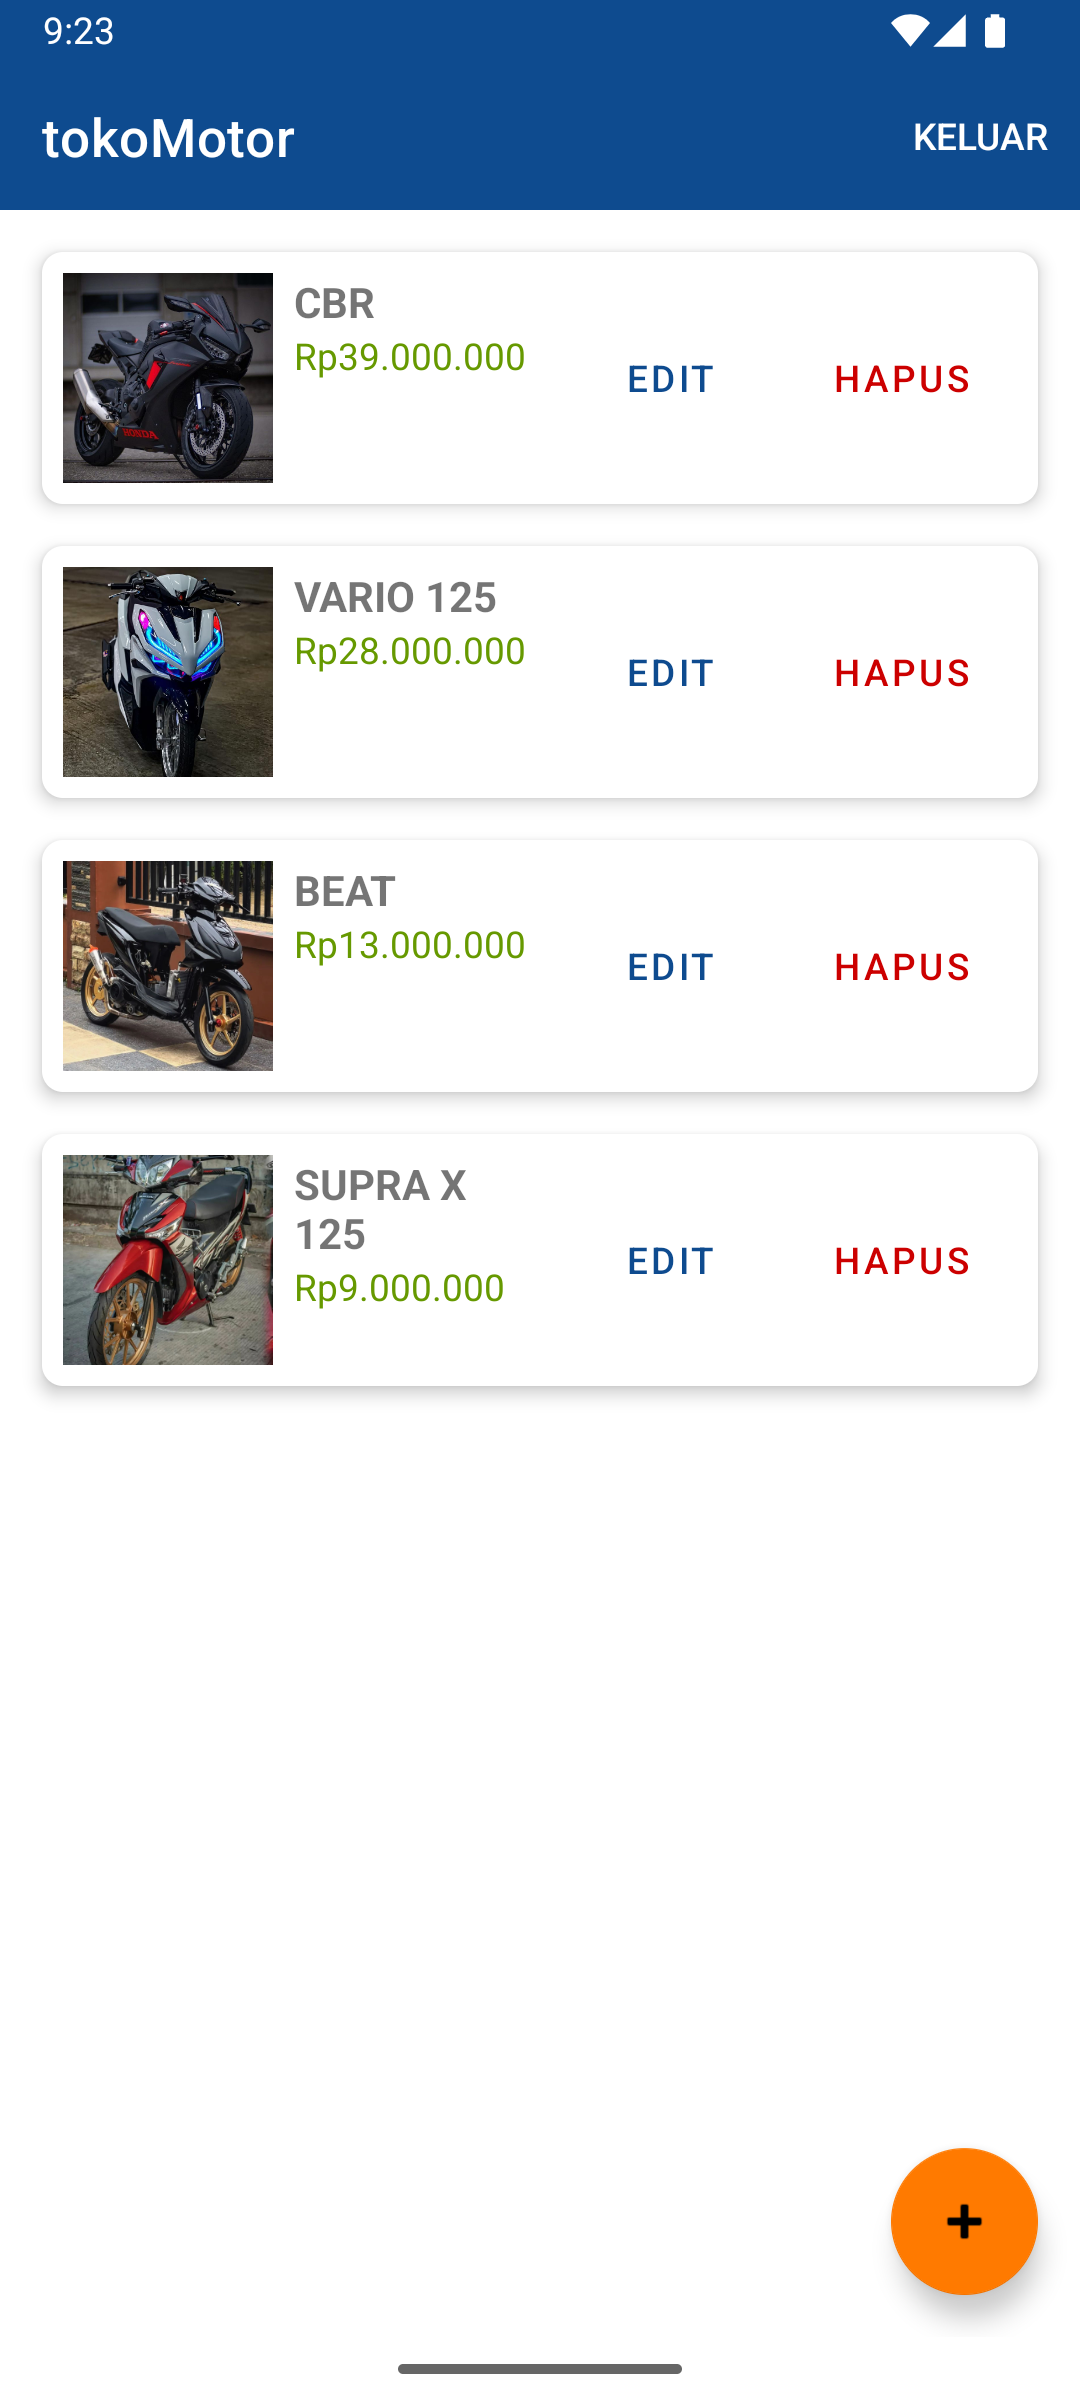 9:23
tokoMotor
KELUAR
CBR
Rp39.000.000
EDIT
HAPUS
HONDA
VARIO 125
Rp28.000.000
EDIT
HAPUS
BEAT
Rp13.000.000
EDIT
HAPUS
SUPRA X
125
Rp9.000.000
EDIT
HAPUS